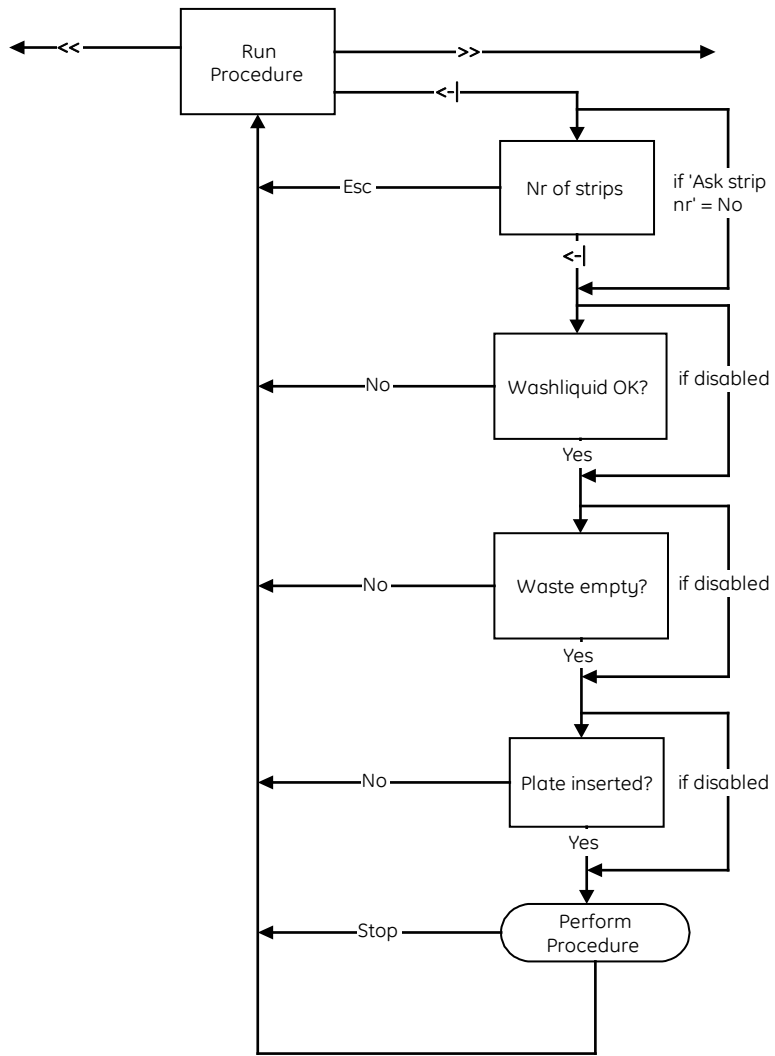 <<
Run
Procedure
>>
<-|
Nr of strips
if 'Ask strip
nr' = No
Esc
<-|
Washliquid OK?
if disabled
No
Yes
Waste empty?
if disabled
No
Yes
Plate inserted?
if disabled
No
Yes
Perform
Procedure
Stop